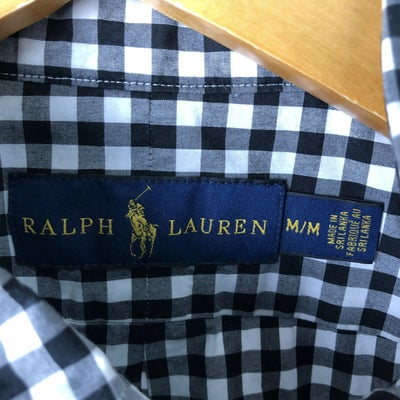 RALPH LAUREN
M/M
MADE IN
SRI LANKA
FABRIQUÉ AU
SRI LANKA